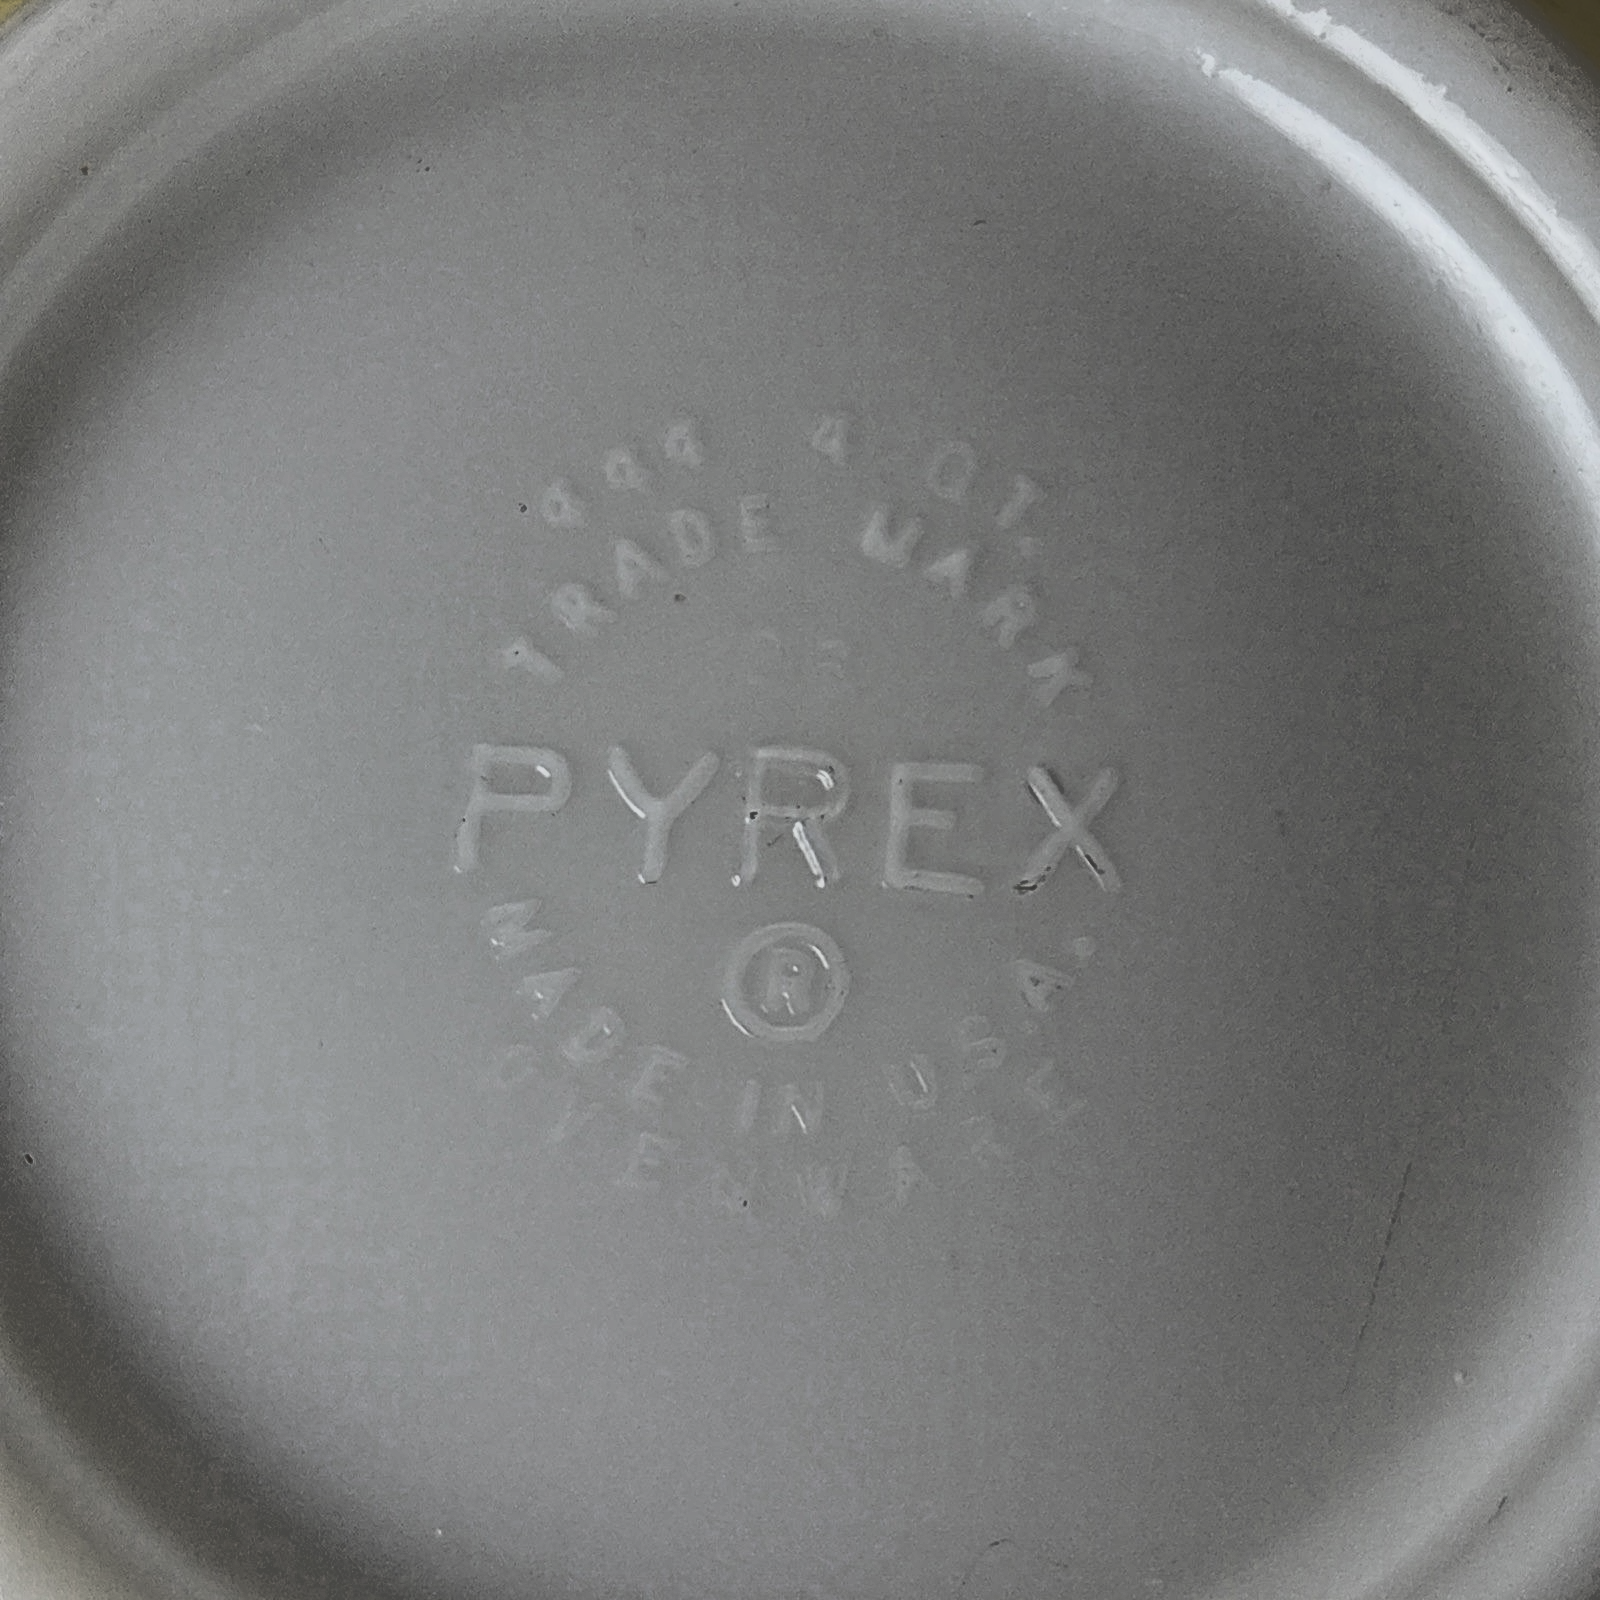 444 4 QT.
TRADE MARK
PYREX
®
MADE IN U.S.A.
OVENWARE